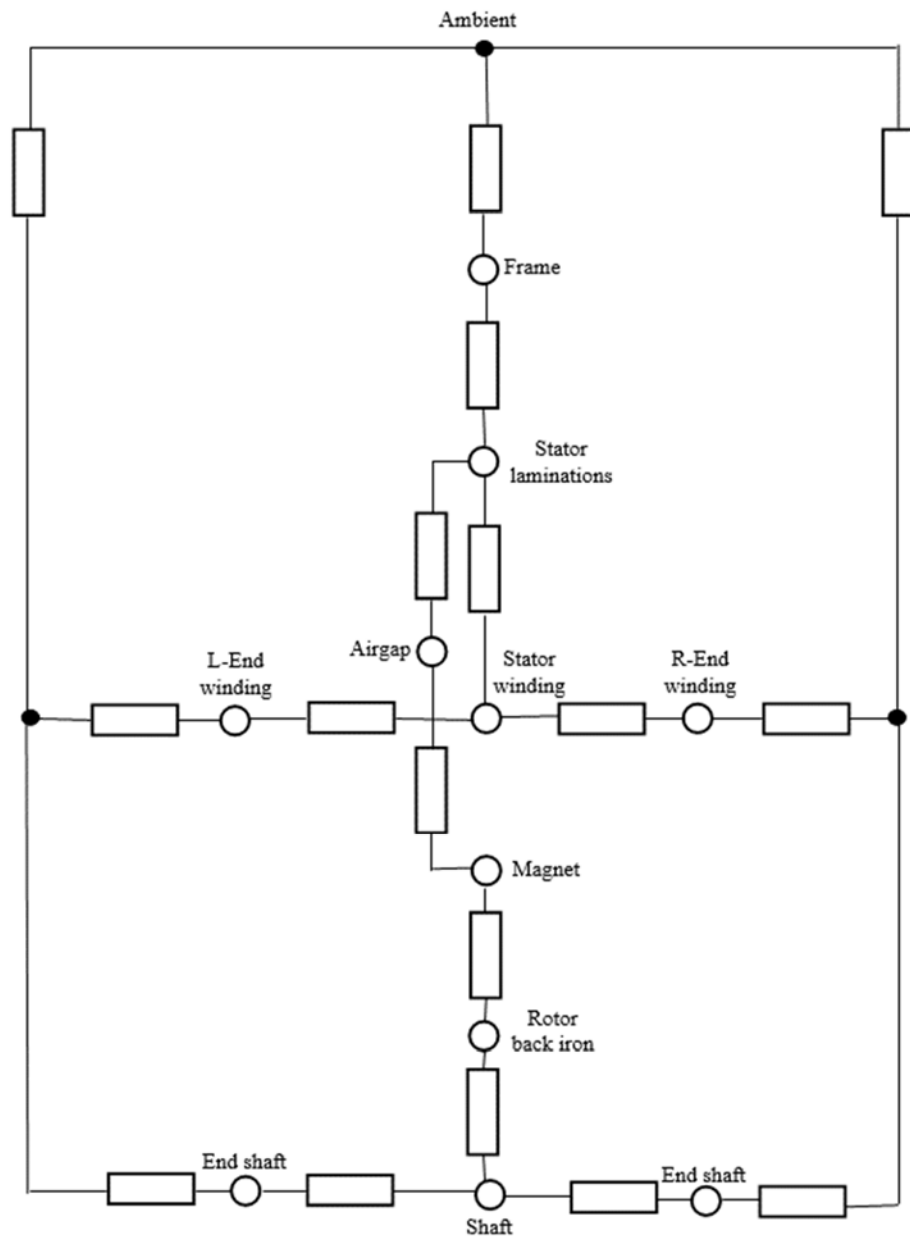 Ambient
Frame
Stator
laminations
Airgap
L-End
winding
Stator
winding
R-End
winding
Magnet
Rotor
back iron
End shaft
End shaft
Shaft